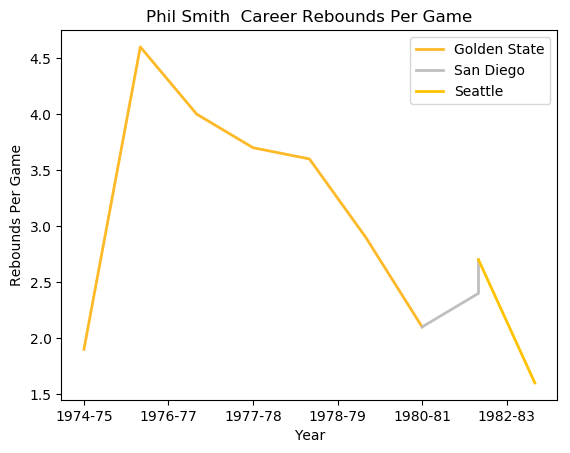 Phil Smith  Career Rebounds Per Game
Golden State
San Diego
Seattle
Rebounds Per Game
4.5
4.0
3.5
3.0
2.5
2.0
1.5
1974-75 1976-77 1977-78 1978-79 1980-81 1982-83
Year